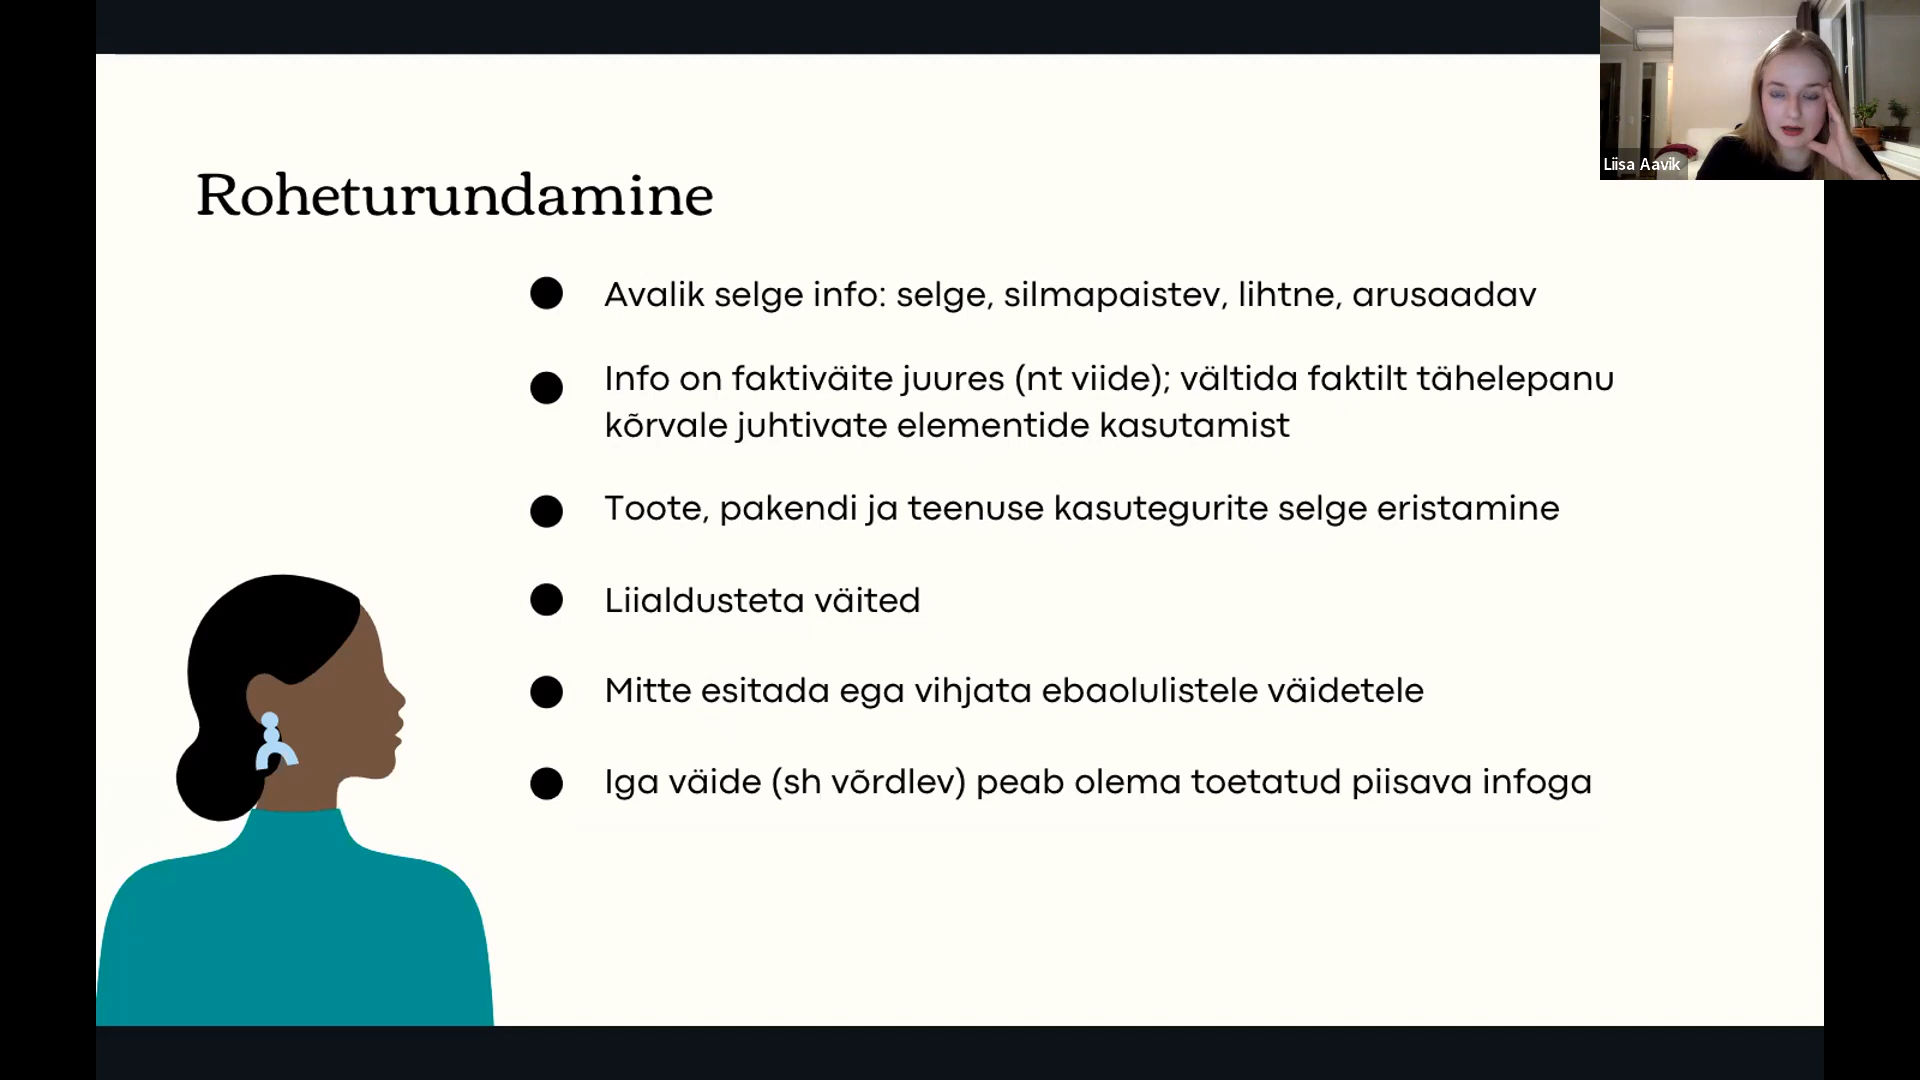 Roheturundamine
Avalik selge info: selge, silmapaistev, lihtne, arusaadav
Info on faktiväite juures (nt viide); vältida faktilt tähelepanu
kõrvale juhtivate elementide kasutamist
Toote, pakendi ja teenuse kasutegurite selge eristamine
Liialdusteta väited
Mitte esitada ega vihjata ebaolulistele väidetele
Iga väide (sh võrdlev) peab olema toetatud piisava infoga
Liisa Aavik